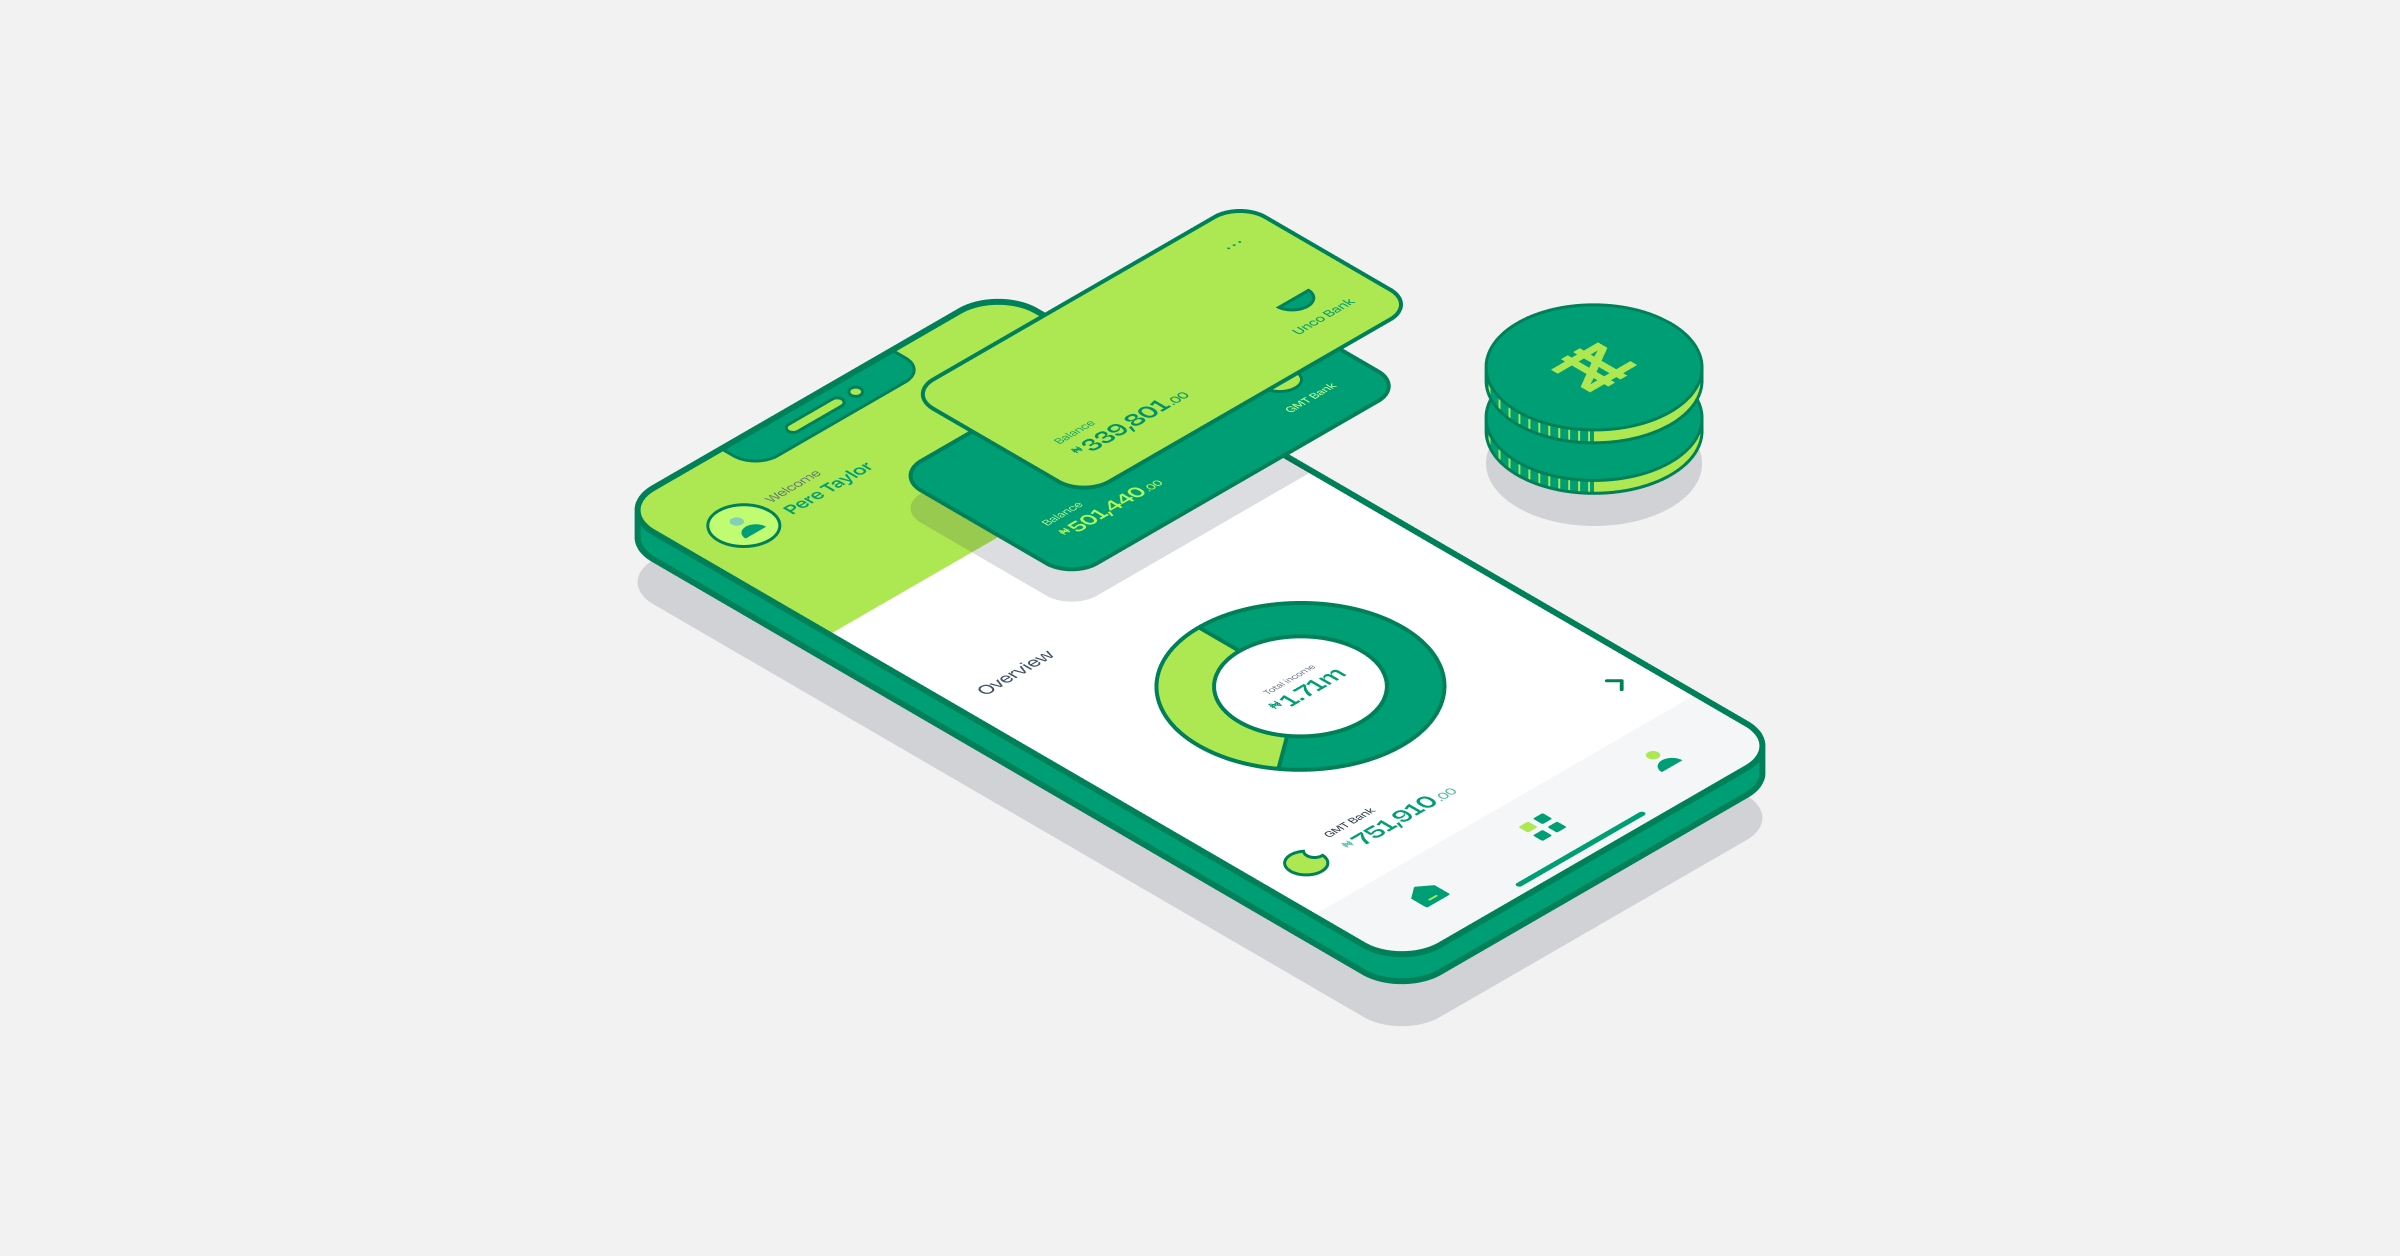 Welcome
Pere Taylor
...
Unco Bank
Balance
₦339,801.00
GMT Bank
Balance
₦501,440.00
Overview
Total income
₦1.71m
GMT Bank
₦751,910.00
₦